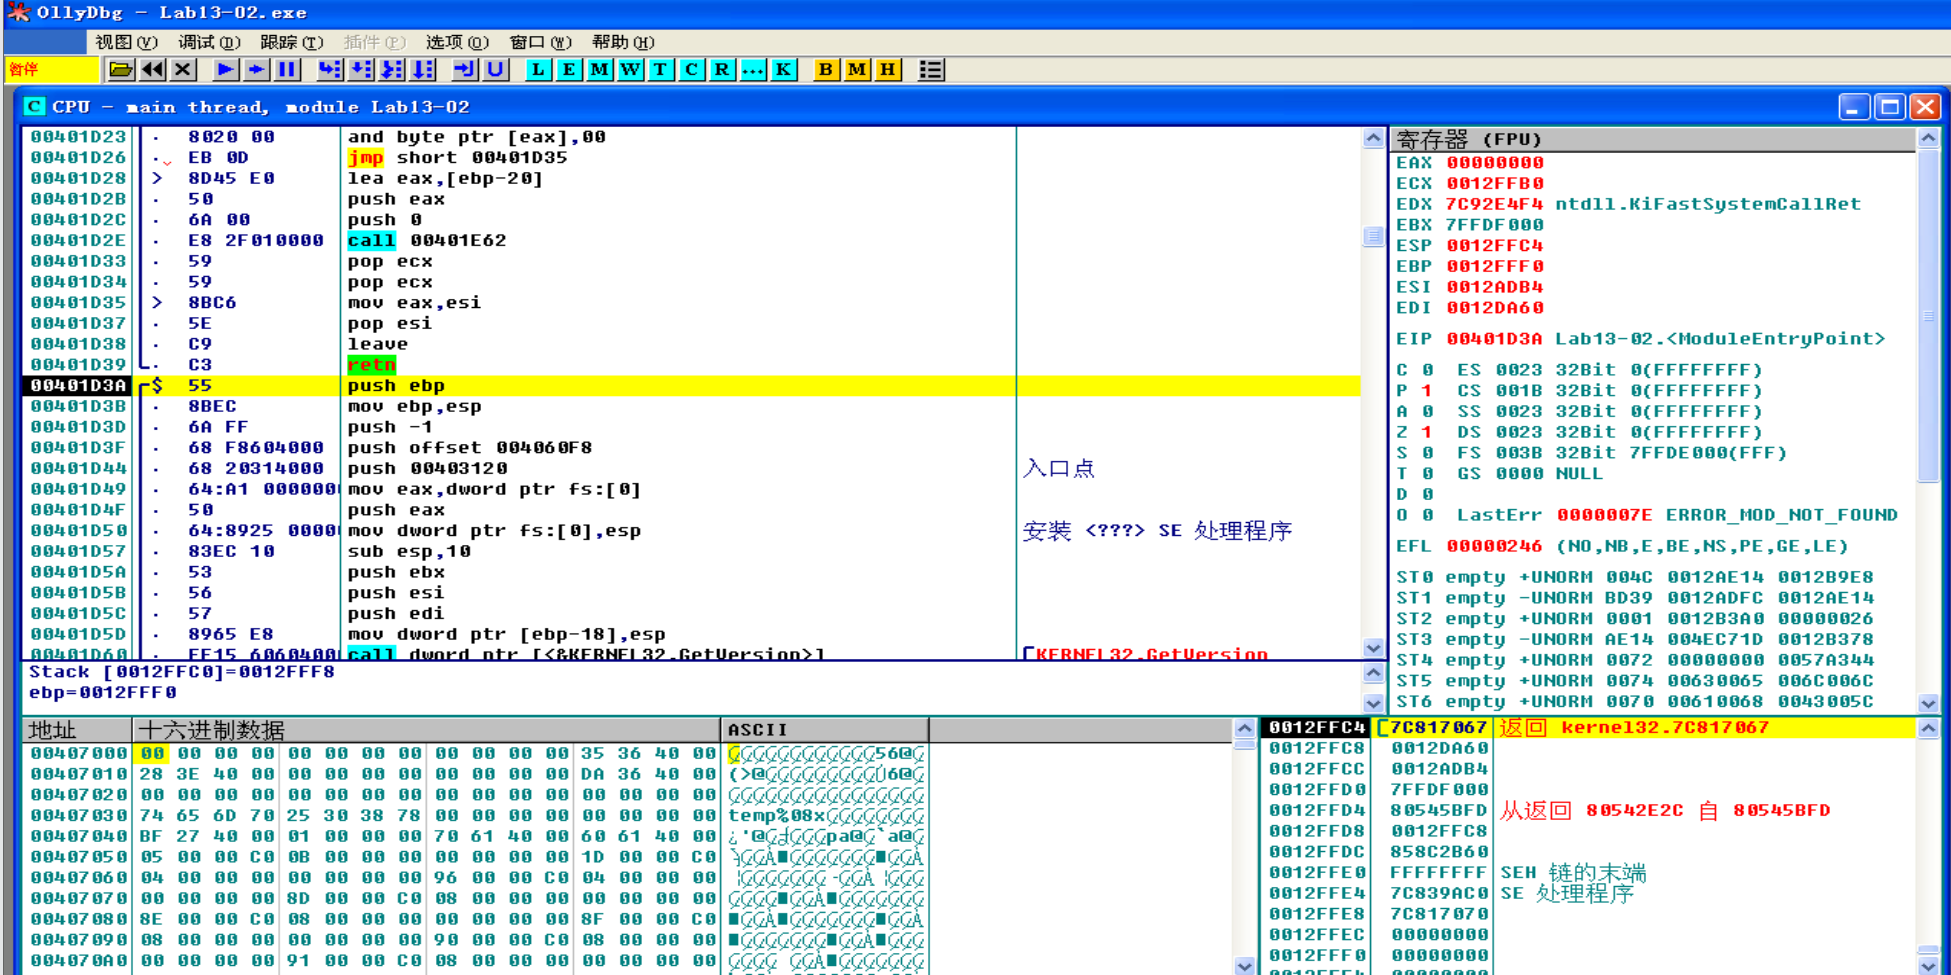 OllyDbg - Lab13-02.exe
视图(V) 调试(D) 跟踪(T) 插件(P) 选项(O) 窗口(W) 帮助(H)
暂停 L E M W T C R ... K B M H
C CPU - main thread, module Lab13-02
00401D23 . 8020 00 and byte ptr [eax],00
00401D26 . EB 0D jmp short 00401D35
00401D28 > 8D45 E0 lea eax,[ebp-20]
00401D2B . 50 push eax
00401D2C . 6A 00 push 0
00401D2E . E8 2F010000 call 00401E62
00401D33 . 59 pop ecx
00401D34 . 59 pop ecx
00401D35 > 8BC6 mov eax,esi
00401D37 . 5E pop esi
00401D38 . C9 leave
00401D39 . C3 retn
00401D3A $ 55 push ebp
00401D3B . 8BEC mov ebp,esp
00401D3D . 6A FF push -1
00401D3F . 68 F8604000 push offset 004060F8
00401D44 . 68 20314000 push 00403120 入口点
00401D49 . 64:A1 000000 mov eax,dword ptr fs:[0]
00401D4F . 50 push eax
00401D50 . 64:8925 0000 mov dword ptr fs:[0],esp 安装 <???> SE 处理程序
00401D57 . 83EC 10 sub esp,10
00401D5A . 53 push ebx
00401D5B . 56 push esi
00401D5C . 57 push edi
00401D5D . 8965 E8 mov dword ptr [ebp-18],esp
00401D60 . FF15 6060400 call dword ptr [<&KERNEL32.GetVersion>] [KERNEL32.GetVersion
Stack [0012FFC0]=0012FFF8
ebp=0012FFF0
寄存器 (FPU)
EAX 00000000
ECX 0012FFB0
EDX 7C92E4F4 ntdll.KiFastSystemCallRet
EBX 7FFDF000
ESP 0012FFC4
EBP 0012FFF0
ESI 0012ADB4
EDI 0012DA60
EIP 00401D3A Lab13-02.<ModuleEntryPoint>
C 0 ES 0023 32Bit 0(FFFFFFFF)
P 1 CS 001B 32Bit 0(FFFFFFFF)
A 0 SS 0023 32Bit 0(FFFFFFFF)
Z 1 DS 0023 32Bit 0(FFFFFFFF)
S 0 FS 003B 32Bit 7FFDE000(FFF)
T 0 GS 0000 NULL
D 0
O 0 LastErr 0000007E ERROR_MOD_NOT_FOUND
EFL 00000246 (NO,NB,E,BE,NS,PE,GE,LE)
ST0 empty +UNORM 004C 0012AE14 0012B9E8
ST1 empty -UNORM BD39 0012ADFC 0012AE14
ST2 empty +UNORM 0001 0012B3A0 00000026
ST3 empty -UNORM AE14 004EC71D 0012B378
ST4 empty +UNORM 0072 00000000 0057A344
ST5 empty +UNORM 0074 00630065 006C006C
ST6 empty +UNORM 0070 00610068 0043005C
地址 十六进制数据 ASCII
00407000 00 00 00 00 00 00 00 00 00 00 00 00 35 36 40 00 56@
00407010 28 3E 40 00 00 00 00 00 00 00 00 00 DA 36 40 00 (>@ Ú6@
00407020 00 00 00 00 00 00 00 00 00 00 00 00 00 00 00 00
00407030 74 65 6D 70 25 30 38 78 00 00 00 00 00 00 00 00 temp%08x
00407040 BF 27 40 00 01 00 00 00 70 61 40 00 60 61 40 00 ¿'@ pa@ `a@
00407050 05 00 00 C0 0B 00 00 00 00 00 00 00 1D 00 00 C0
00407060 04 00 00 00 00 00 00 00 96 00 00 C0 04 00 00 00
00407070 00 00 00 00 8D 00 00 C0 08 00 00 00 00 00 00 00
00407080 8E 00 00 C0 08 00 00 00 00 00 00 00 8F 00 00 C0
00407090 08 00 00 00 00 00 00 00 90 00 00 C0 08 00 00 00
004070A0 00 00 00 00 91 00 00 C0 08 00 00 00 00 00 00 00
0012FFC4 7C817067 返回 kernel32.7C817067
0012FFC8 0012DA60
0012FFCC 0012ADB4
0012FFD0 7FFDF000
0012FFD4 80545BFD 从返回 80542E2C 自 80545BFD
0012FFD8 0012FFC8
0012FFDC 858C2B60
0012FFE0 FFFFFFFF SEH 链的末端
0012FFE4 7C839AC0 SE 处理程序
0012FFE8 7C817070
0012FFEC 00000000
0012FFF0 00000000